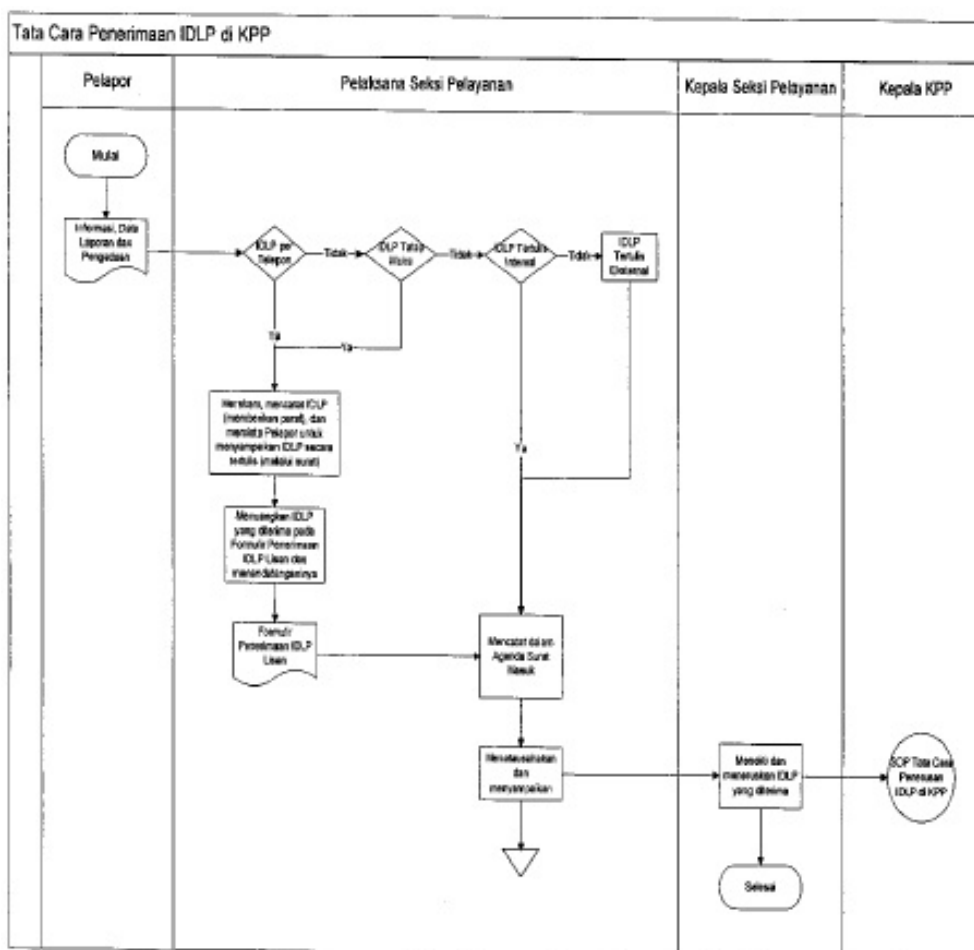 Tata Cara Penerimaan IDLP di KPP
Pelapor
Pelaksana Seksi Pelayanan
Kepala Seksi Pelayanan
Kepala KPP
Mulai
Informasi, Data
Laporan dan
Pengaduan
IDLP per
Telepon
Tidak
IDLP Tatap
Muka
Tidak
IDLP Tertulis
Internal
Tidak
IDLP
Tertulis
Eksternal
Ya
Ya
Ya
Merekam, mencatat IDLP
(memberikan paraf), dan
meminta Pelapor untuk
menyampaikan IDLP secara
tertulis (melalui surat)
Menuangkan IDLP
yang diterima pada
Formulir Penerimaan
IDLP Lisan dan
menandatanganinya
Formulir
Penerimaan IDLP
Lisan
Mencatat dalam
Agenda Surat
Masuk
Menatausahakan
dan
menyampaikan
Meneliti dan
meneruskan IDLP
yang diterima
SOP Tata Cara
Penerusan
IDLP di KPP
Selesai